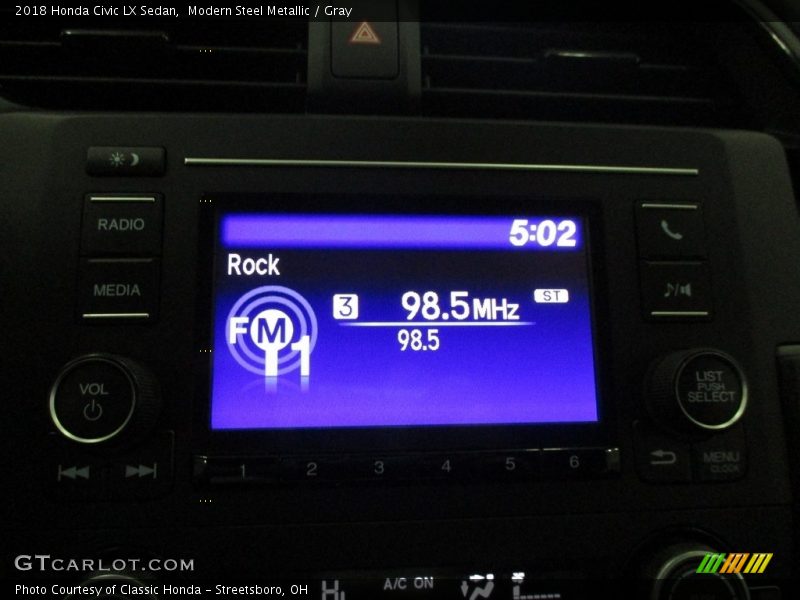 2018 Honda Civic LX Sedan, Modern Steel Metallic / Gray
RADIO
MEDIA
VOL
5:02
Rock
FM1
3 98.5MHz ST
98.5
LIST
PUSH
SELECT
MENU
CLOCK
1 2 3 4 5 6
A/C ON
GTCARLOT.COM
Photo Courtesy of Classic Honda - Streetsboro, OH